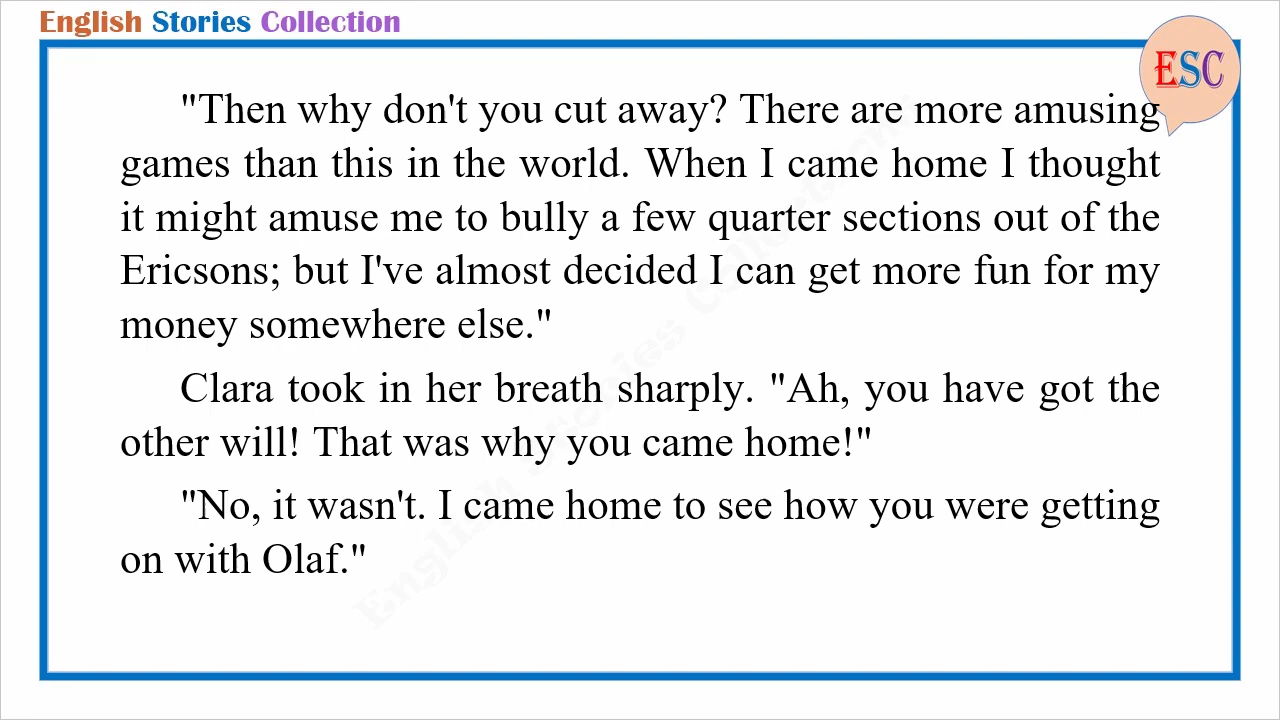 English Stories Collection
ESC
"Then why don't you cut away? There are more amusing
games than this in the world. When I came home I thought
it might amuse me to bully a few quarter sections out of the
Ericsons; but I've almost decided I can get more fun for my
money somewhere else."
Clara took in her breath sharply. "Ah, you have got the
other will! That was why you came home!"
"No, it wasn't. I came home to see how you were getting
on with Olaf."
English Stories Collection